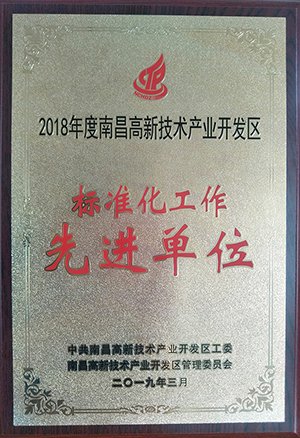 2018年度南昌高新技术产业开发区
标准化工作
先进单位
中共南昌高新技术产业开发区工委
南昌高新技术产业开发区管理委员会
二〇一九年三月